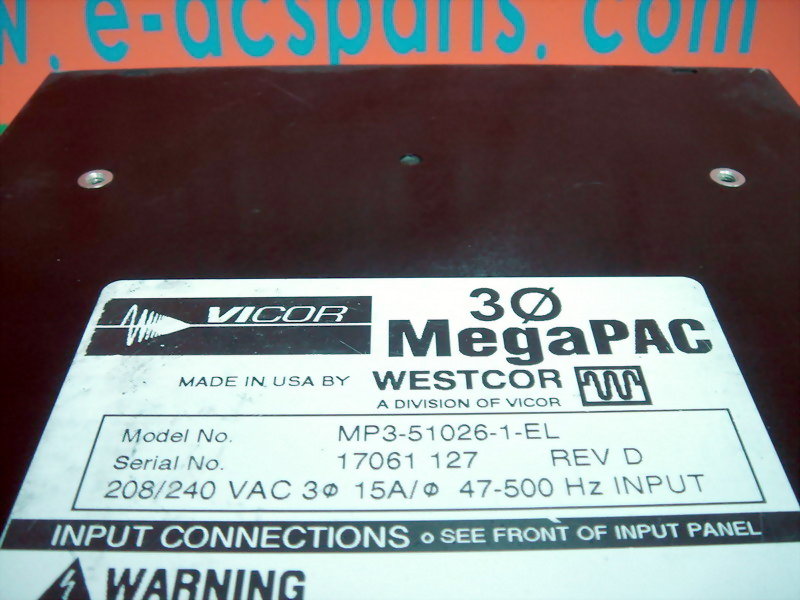 w.e-acsparts.com
VICOR
3Ø
MegaPAC
MADE IN USA BY WESTCOR
A DIVISION OF VICOR
Model No. MP3-51026-1-EL
Serial No. 17061 127 REV D
208/240 VAC 3ø 15A/ø 47-500 Hz INPUT
INPUT CONNECTIONS o SEE FRONT OF INPUT PANEL
WARNING